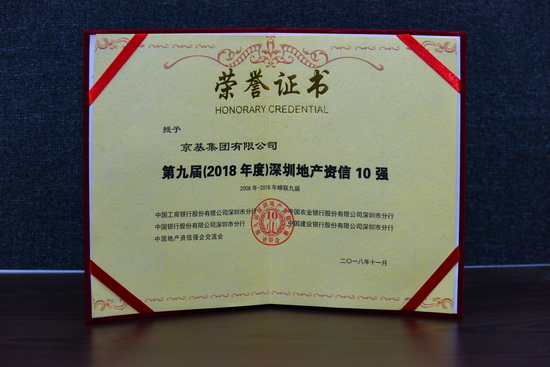 荣誉证书
HONORARY CREDENTIAL
授予
京基集团有限公司
第九届(2018年度)深圳地产资信10强
2008年-2018年蝉联九届
中国工商银行股份有限公司深圳市分行 中国农业银行股份有限公司深圳市分行
中国银行股份有限公司深圳市分行 中国建设银行股份有限公司深圳市分行
中国地产资信强企交流会
二〇一八年十一月